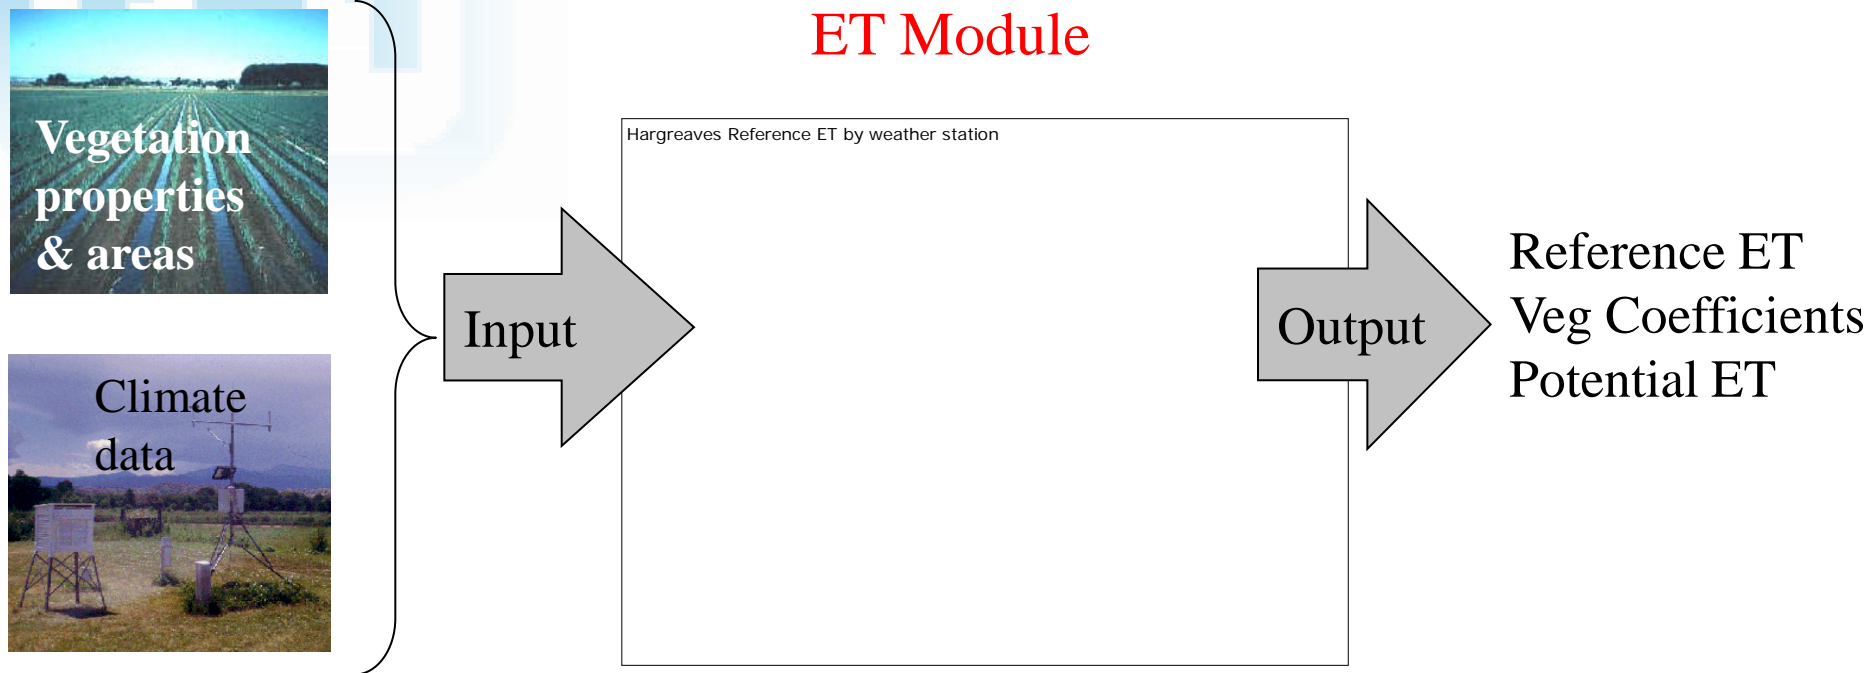 ET Module
Vegetation
properties
& areas
Climate
data
Input
Hargreaves Reference ET by weather station
Output
Reference ET
Veg Coefficients
Potential ET